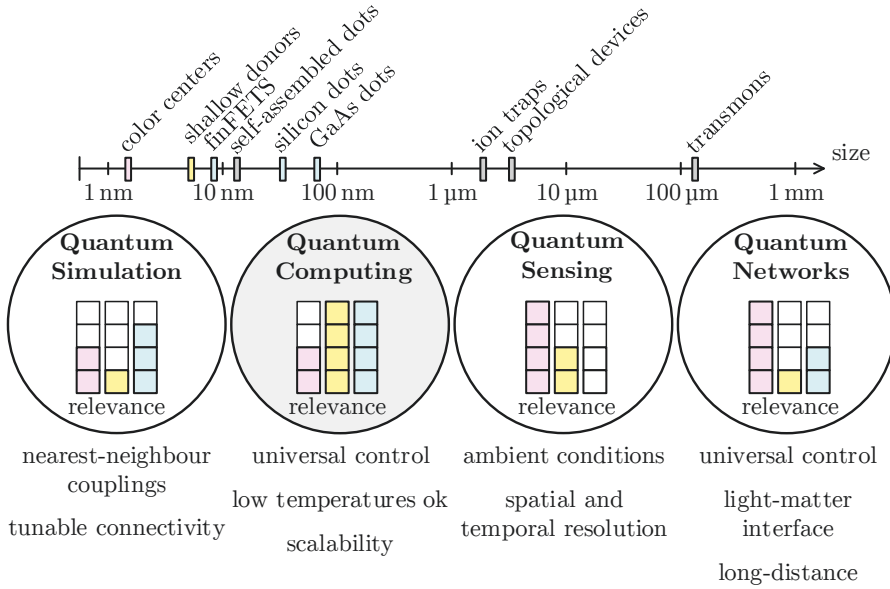 color centers
shallow donors
finFETS
self-assembled dots
silicon dots
GaAs dots
ion traps
topological devices
transmons
size
1 nm
10 nm
100 nm
1 µm
10 µm
100 µm
1 mm
Quantum
Simulation
relevance
nearest-neighbour
couplings
tunable connectivity
Quantum
Computing
relevance
universal control
low temperatures ok
scalability
Quantum
Sensing
relevance
ambient conditions
spatial and
temporal resolution
Quantum
Networks
relevance
universal control
light-matter
interface
long-distance